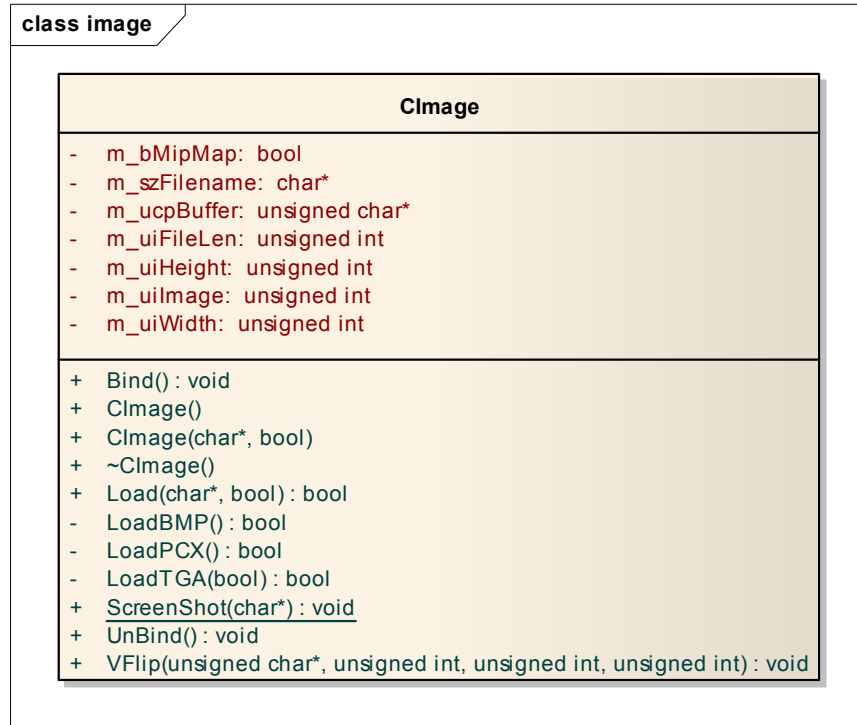 class image
CImage
- m_bMipMap: bool
- m_szFilename: char*
- m_ucpBuffer: unsigned char*
- m_uiFileLen: unsigned int
- m_uiHeight: unsigned int
- m_uiImage: unsigned int
- m_uiWidth: unsigned int
+ Bind() : void
+ CImage()
+ CImage(char*, bool)
+ ~CImage()
+ Load(char*, bool) : bool
- LoadBMP() : bool
- LoadPCX() : bool
- LoadTGA(bool) : bool
+ ScreenShot(char*) : void
+ UnBind() : void
+ VFlip(unsigned char*, unsigned int, unsigned int, unsigned int) : void